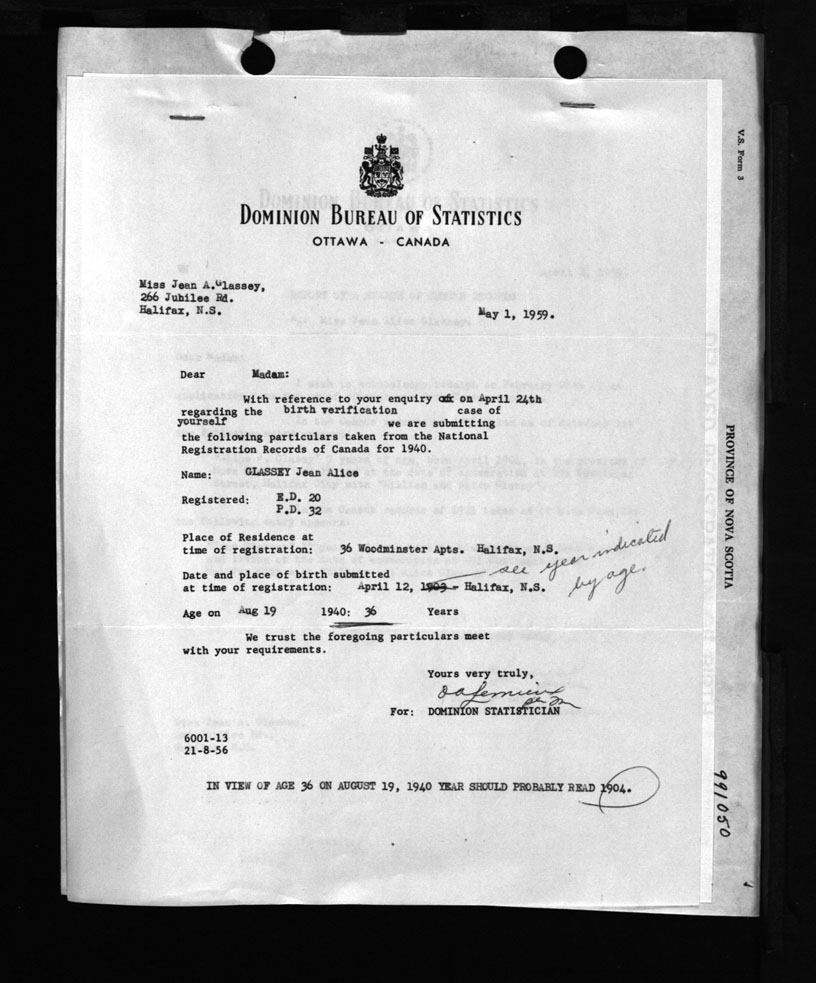 DOMINION BUREAU OF STATISTICS
OTTAWA - CANADA
Miss Jean A. Glassey,
266 Jubilee Rd.
Halifax, N.S.
May 1, 1959.
Dear Madam:
With reference to your enquiry on April 24th
regarding the birth verification case of
yourself we are submitting
the following particulars taken from the National
Registration Records of Canada for 1940.
Name: GLASSEY Jean Alice
Registered: E.D. 20
P.D. 32
Place of Residence at
time of registration: 36 Woodminster Apts. Halifax, N.S.
see year indicated
by age.
Date and place of birth submitted
at time of registration: April 12, 1903 - Halifax, N.S.
Age on Aug 19 1940: 36 Years
We trust the foregoing particulars meet
with your requirements.
Yours very truly,
For: DOMINION STATISTICIAN
6001-13
21-8-56
IN VIEW OF AGE 36 ON AUGUST 19, 1940 YEAR SHOULD PROBABLY READ 1904.
V.S. Form 3
PROVINCE OF NOVA SCOTIA
991050